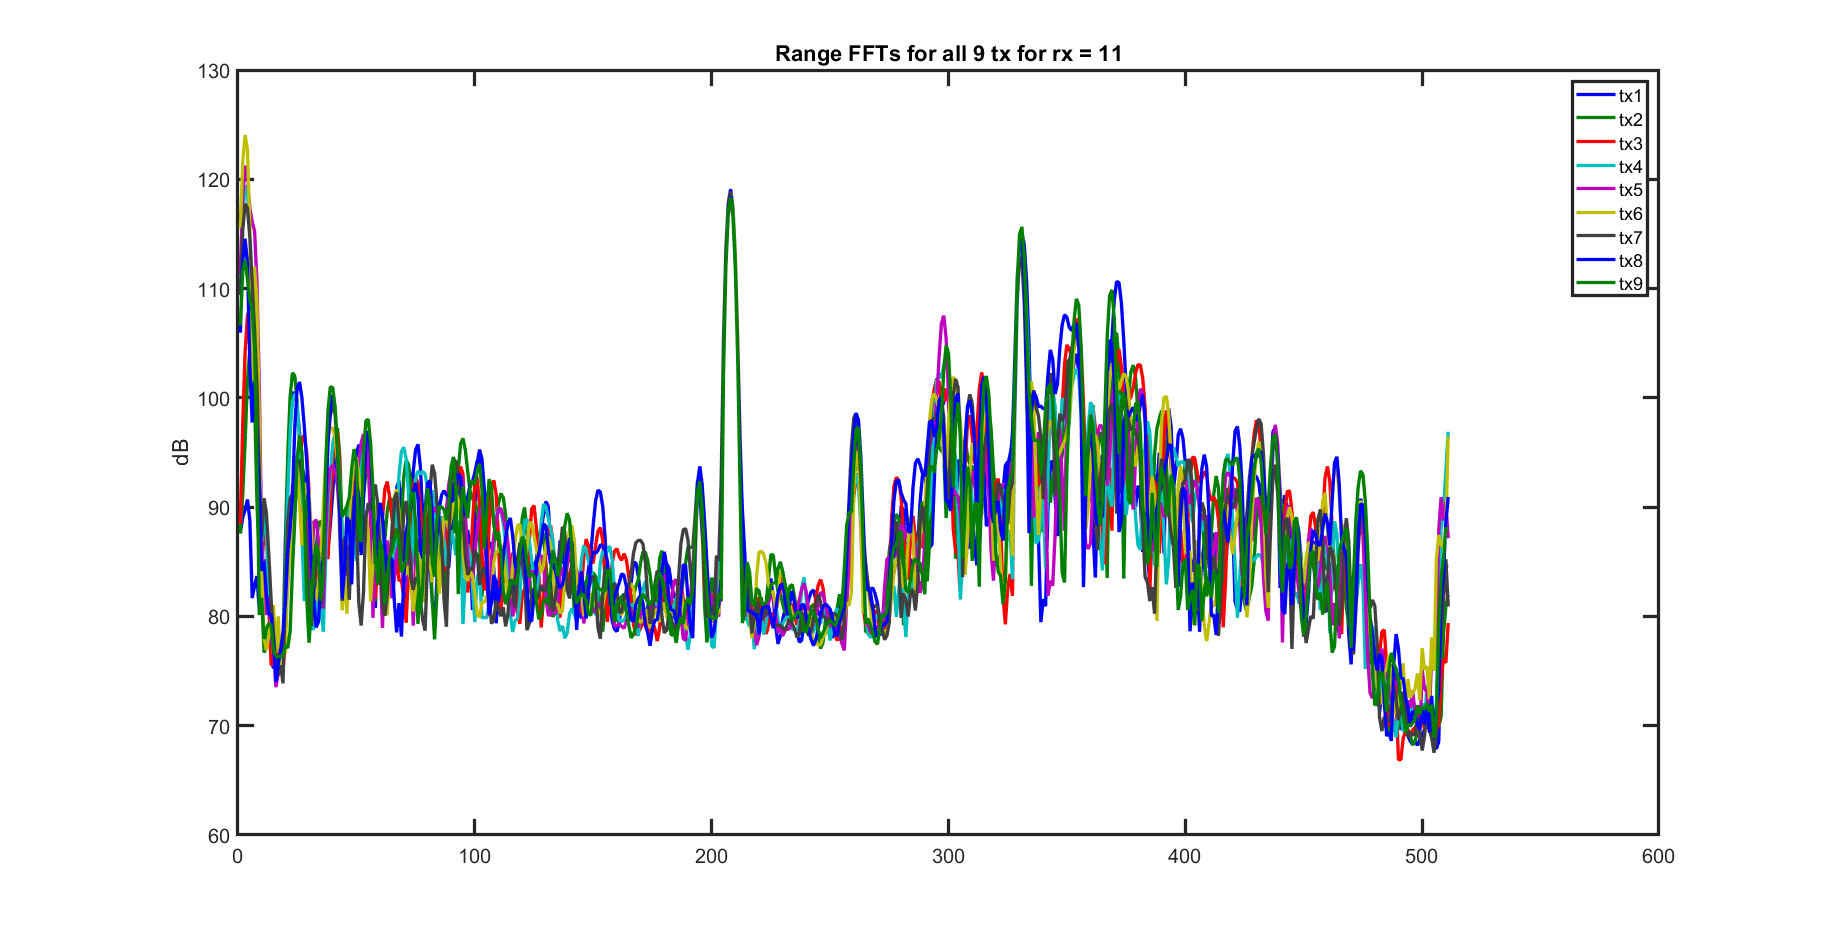 Range FFTs for all 9 tx for rx = 11
130
120
110
100
90
80
70
60
dB
0
100
200
300
400
500
600
tx1
tx2
tx3
tx4
tx5
tx6
tx7
tx8
tx9